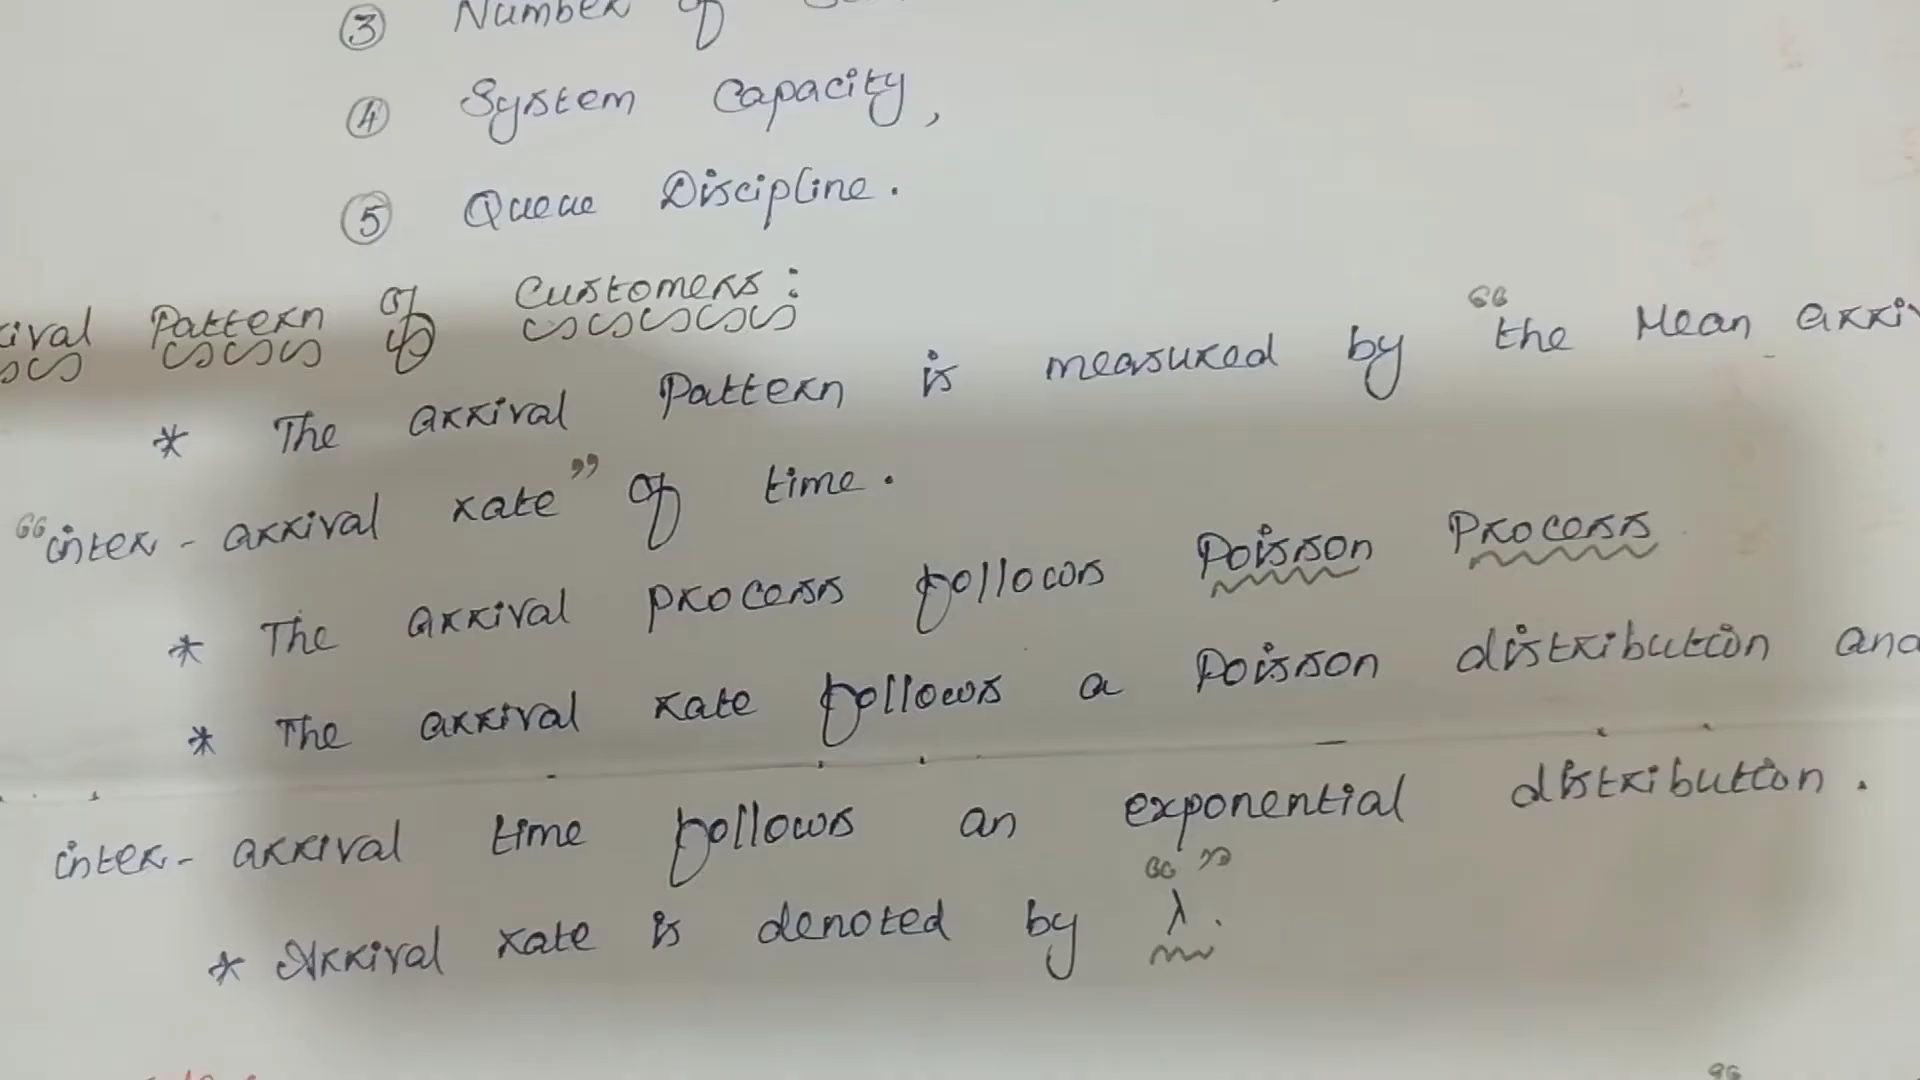 ③ Number of
④ System Capacity,
⑤ Queue Discipline.
Pattern of Customers:
* The arrival Pattern is measured by "the Mean
"inter-arrival rate" of time.
* The arrival process follows Poisson Process
* The arrival rate follows a Poisson distribution and
inter-arrival time follows an exponential distribution.
* Arrival rate is denoted by "λ".